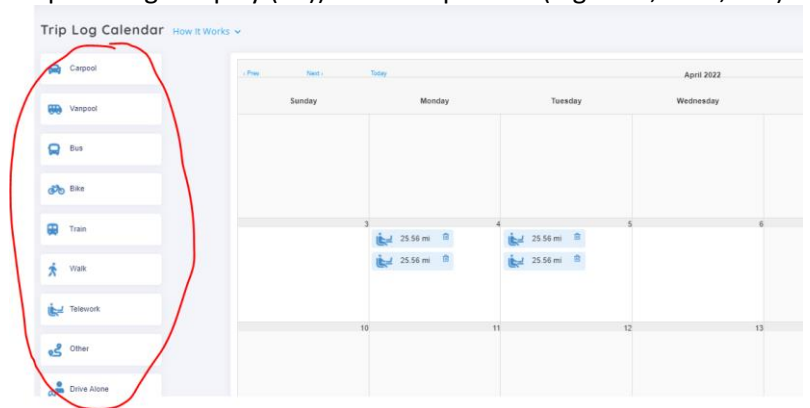 Trip Log Calendar How It Works
Carpool
Vanpool
Bus
Bike
Train
Walk
Telework
Other
Drive Alone
‹ Prev Next › Today April 2022
Sunday Monday Tuesday Wednesday
3 4 5 6
25.56 mi 25.56 mi
25.56 mi 25.56 mi
10 11 12 13